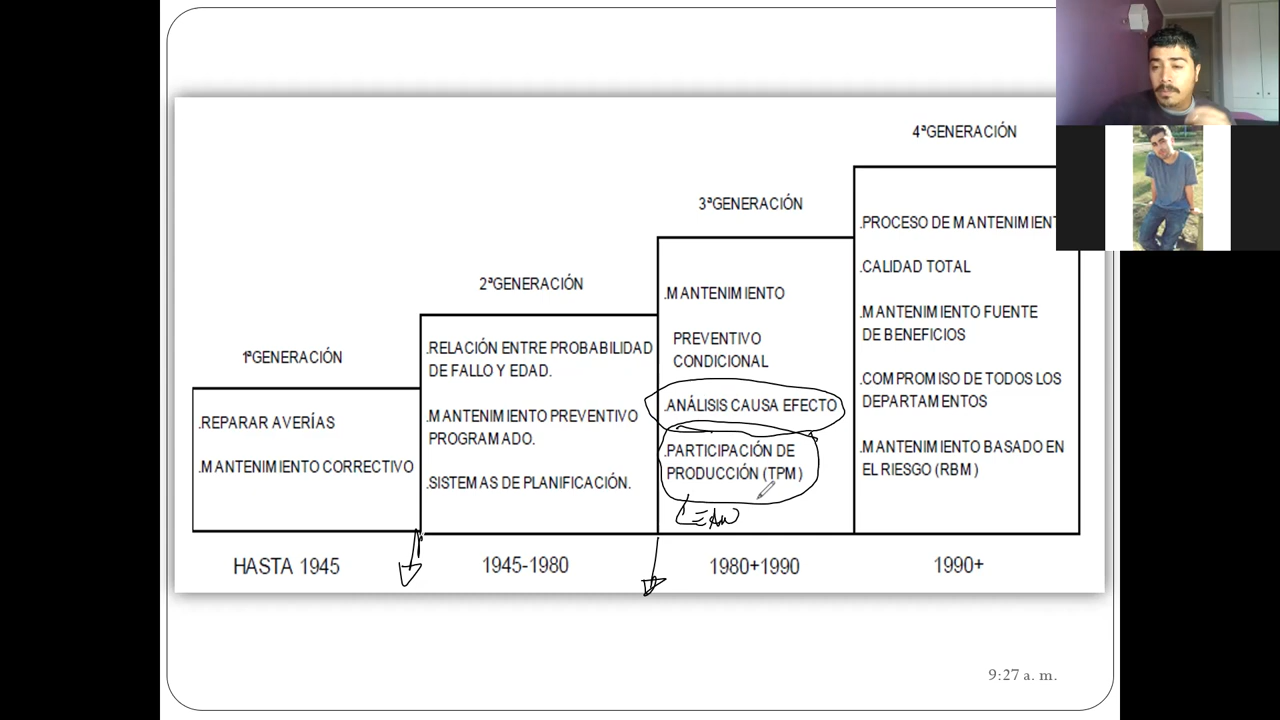 1ªGENERACIÓN
.REPARAR AVERÍAS
.MANTENIMIENTO CORRECTIVO
HASTA 1945
2ªGENERACIÓN
.RELACIÓN ENTRE PROBABILIDAD
DE FALLO Y EDAD.
.MANTENIMIENTO PREVENTIVO
PROGRAMADO.
.SISTEMAS DE PLANIFICACIÓN.
1945-1980
3ªGENERACIÓN
.MANTENIMIENTO
PREVENTIVO
CONDICIONAL
.ANÁLISIS CAUSA EFECTO
.PARTICIPACIÓN DE
PRODUCCIÓN (TPM)
LEAN
1980+1990
4ªGENERACIÓN
.PROCESO DE MANTENIMIENT
.CALIDAD TOTAL
.MANTENIMIENTO FUENTE
DE BENEFICIOS
.COMPROMISO DE TODOS LOS
DEPARTAMENTOS
.MANTENIMIENTO BASADO EN
EL RIESGO (RBM)
1990+
9:27 a. m.